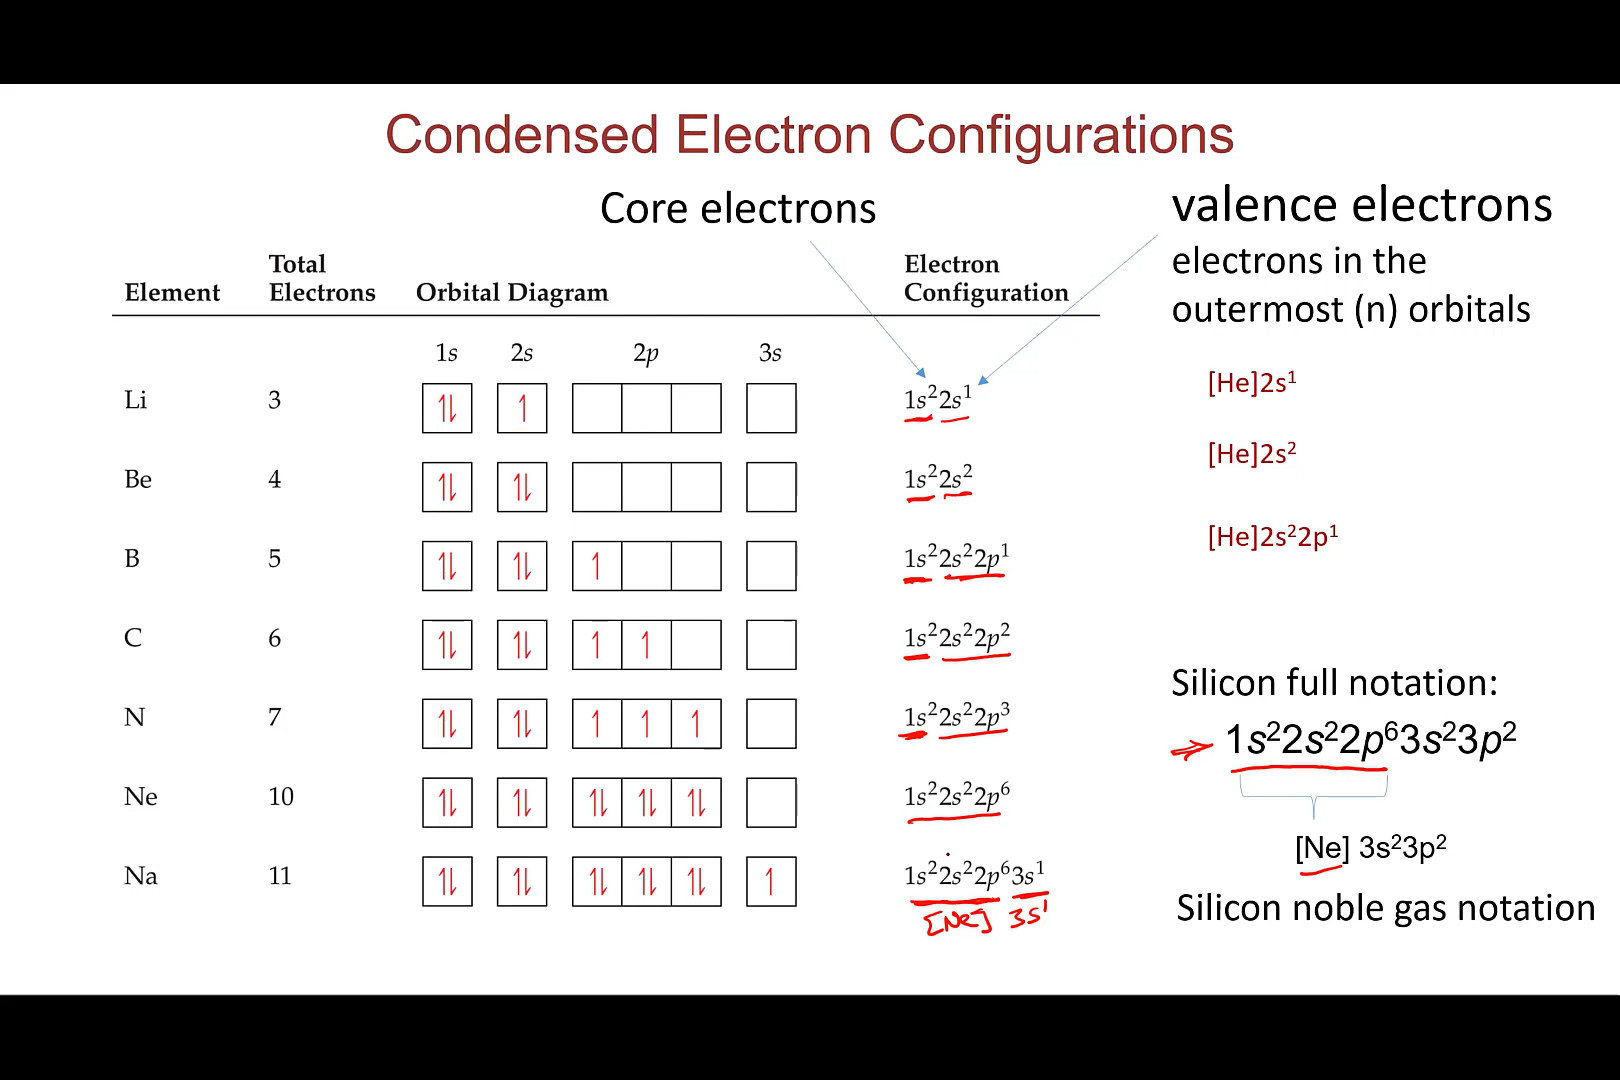 Condensed Electron Configurations
Core electrons
valence electrons
electrons in the
outermost (n) orbitals
Element Total Electrons Orbital Diagram Electron Configuration
1s 2s 2p 3s
Li 3 ⥮ ↿ 1s²2s¹ [He]2s¹
Be 4 ⥮ ⥮ 1s²2s² [He]2s²
B 5 ⥮ ⥮ ↿ 1s²2s²2p¹ [He]2s²2p¹
C 6 ⥮ ⥮ ↿ ↿ 1s²2s²2p²
N 7 ⥮ ⥮ ↿ ↿ ↿ 1s²2s²2p³
Ne 10 ⥮ ⥮ ⥮ ⥮ ⥮ 1s²2s²2p⁶
Na 11 ⥮ ⥮ ⥮ ⥮ ⥮ ↿ 1s²2s²2p⁶3s¹
[Ne] 3s¹
Silicon full notation:
1s²2s²2p⁶3s²3p²
[Ne] 3s²3p²
Silicon noble gas notation